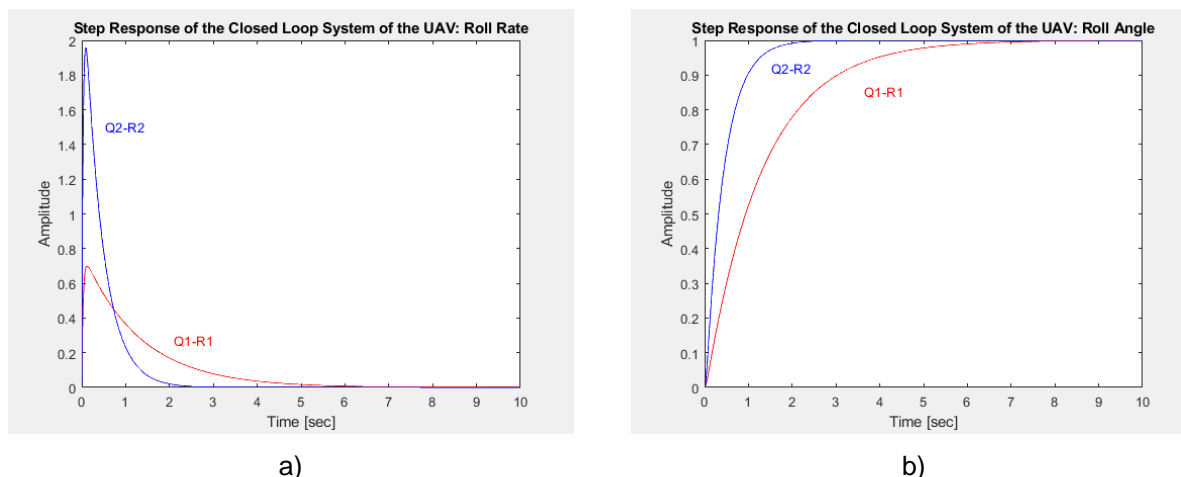 Step Response of the Closed Loop System of the UAV: Roll Rate
2
1.8
1.6
1.4
1.2
1
0.8
0.6
0.4
0.2
0
Amplitude
Q2-R2
Q1-R1
0 1 2 3 4 5 6 7 8 9 10
Time [sec]
a)
Step Response of the Closed Loop System of the UAV: Roll Angle
1
0.9
0.8
0.7
0.6
0.5
0.4
0.3
0.2
0.1
0
Amplitude
Q2-R2
Q1-R1
0 1 2 3 4 5 6 7 8 9 10
Time [sec]
b)